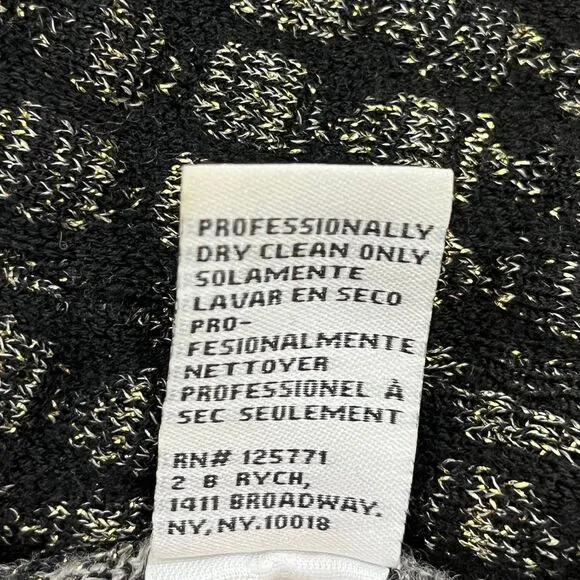 PROFESSIONALLY
DRY CLEAN ONLY
SOLAMENTE
LAVAR EN SECO
PRO-
FESIONALMENTE
NETTOYER
PROFESSIONEL À
SEC SEULEMENT
RN# 125771
2 B RYCH,
1411 BROADWAY.
NY, NY.10018